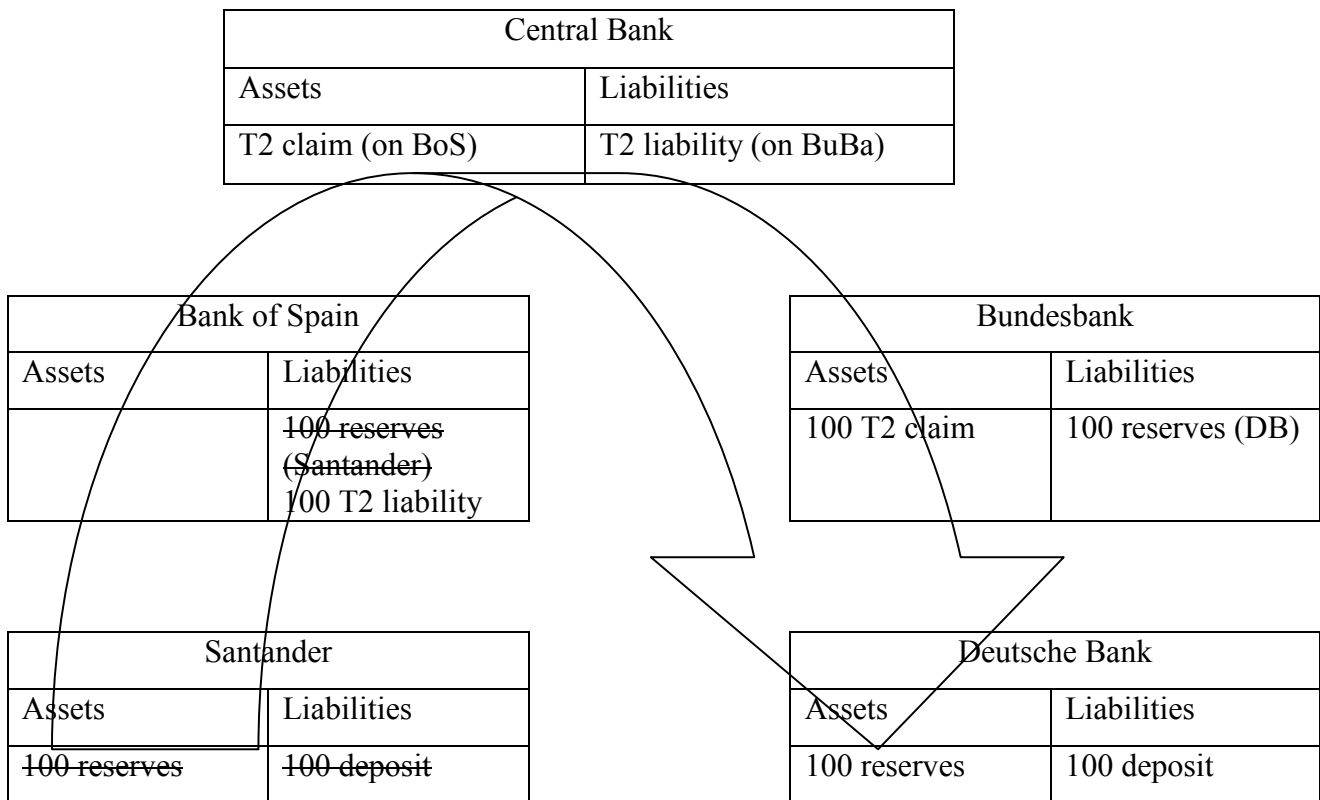 Central Bank
Assets Liabilities
T2 claim (on BoS) T2 liability (on BuBa)
Bank of Spain
Assets Liabilities
100 reserves
(Santander)
100 T2 liability
Bundesbank
Assets Liabilities
100 T2 claim 100 reserves (DB)
Santander
Assets Liabilities
100 reserves 100 deposit
Deutsche Bank
Assets Liabilities
100 reserves 100 deposit